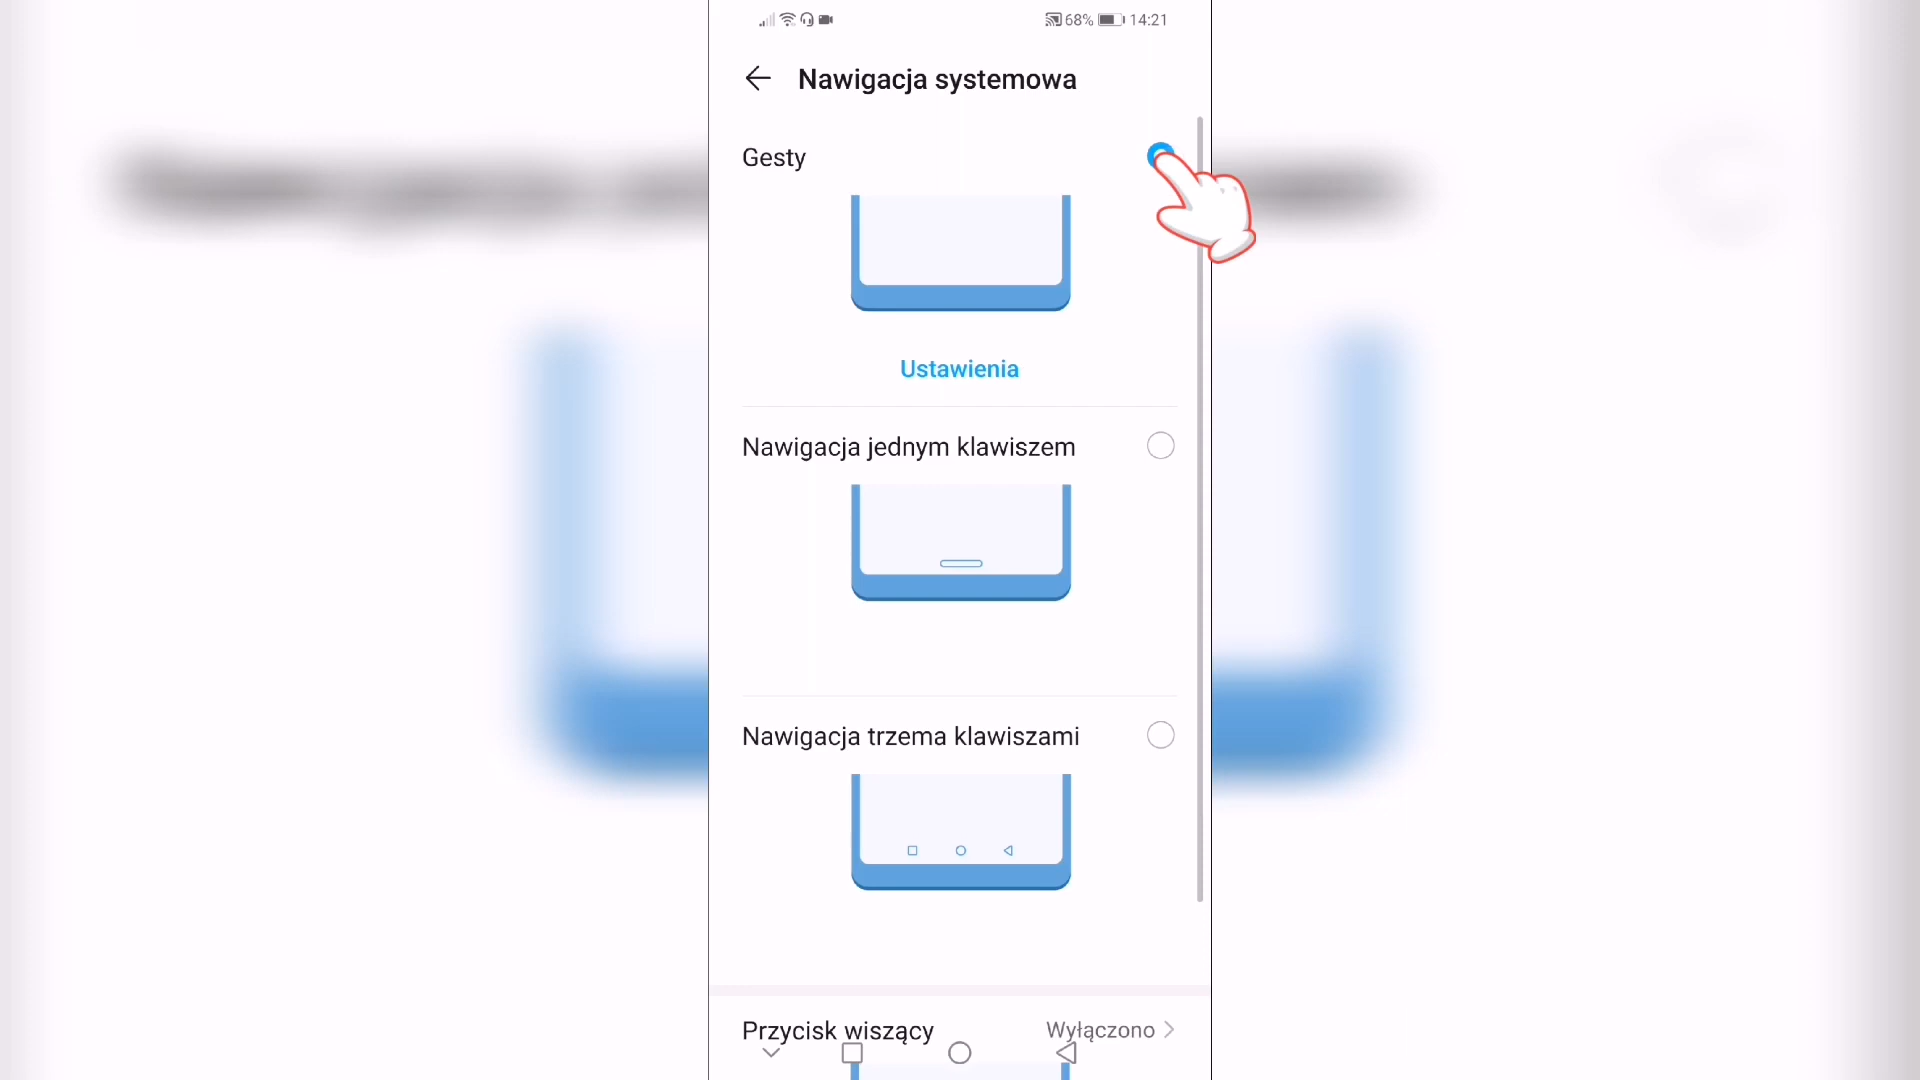 68% 14:21
Nawigacja systemowa
Gesty
Ustawienia
Nawigacja jednym klawiszem
Nawigacja trzema klawiszami
Przycisk wiszący Wyłączono